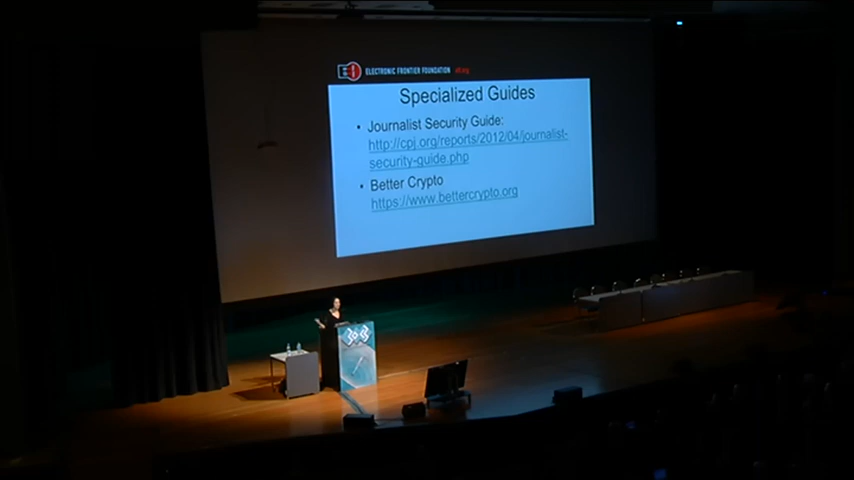 ELECTRONIC FRONTIER FOUNDATION eff.org
Specialized Guides
• Journalist Security Guide:
http://cpj.org/reports/2012/04/journalist-
security-guide.php
• Better Crypto
https://www.bettercrypto.org